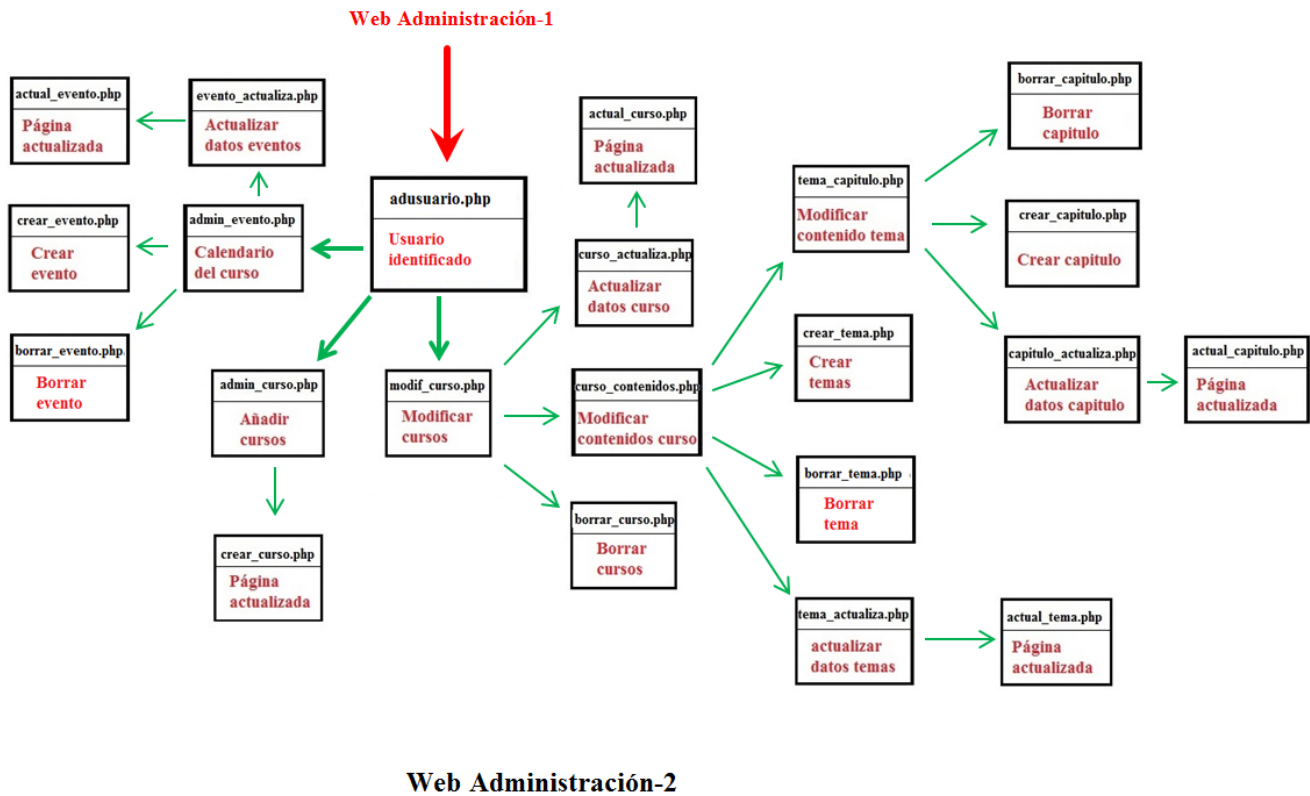 Web Administración-1
actual_evento.php
Página
actualizada
evento_actualiza.php
Actualizar
datos eventos
crear_evento.php
Crear
evento
admin_evento.php
Calendario
del curso
borrar_evento.php
Borrar
evento
adusuario.php
Usuario
identificado
admin_curso.php
Añadir
cursos
crear_curso.php
Página
actualizada
modif_curso.php
Modificar
cursos
actual_curso.php
Página
actualizada
curso_actualiza.php
Actualizar
datos curso
curso_contenidos.php
Modificar
contenidos curso
borrar_curso.php
Borrar
cursos
tema_capitulo.php
Modificar
contenido tema
crear_tema.php
Crear
temas
borrar_tema.php
Borrar
tema
tema_actualiza.php
actualizar
datos temas
borrar_capitulo.php
Borrar
capitulo
crear_capitulo.php
Crear capitulo
capitulo_actualiza.php
Actualizar
datos capitulo
actual_capitulo.php
Página
actualizada
actual_tema.php
Página
actualizada
Web Administración-2